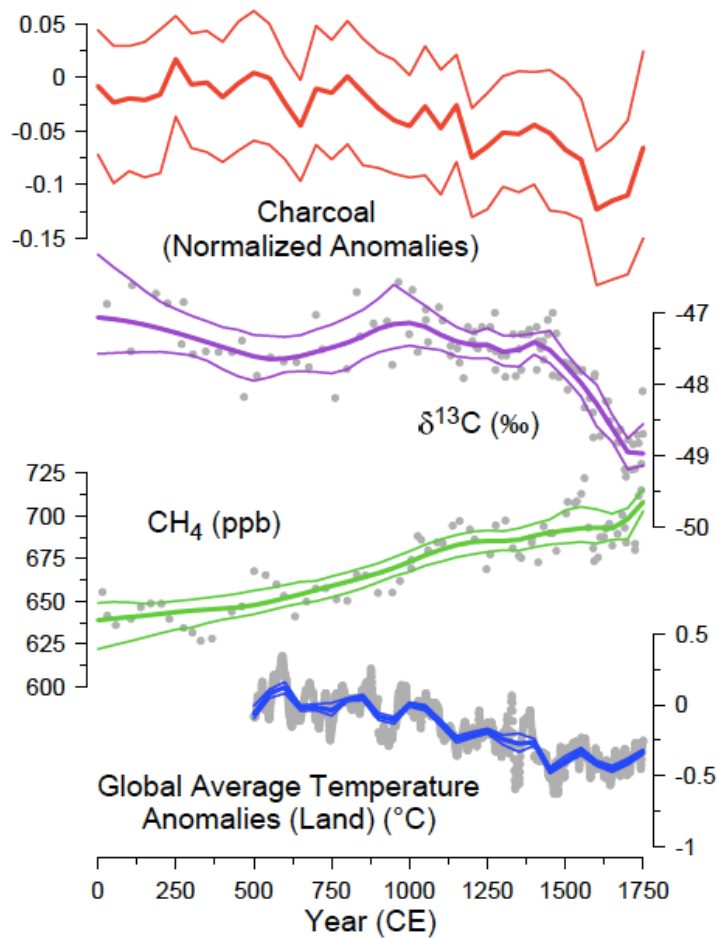 0.05
0
-0.05
-0.1
-0.15
Charcoal
(Normalized Anomalies)
-47
-48
-49
-50
δ¹³C (‰)
725
700
675
650
625
600
CH₄ (ppb)
0.5
0
-0.5
-1
Global Average Temperature
Anomalies (Land) (°C)
0 250 500 750 1000 1250 1500 1750
Year (CE)